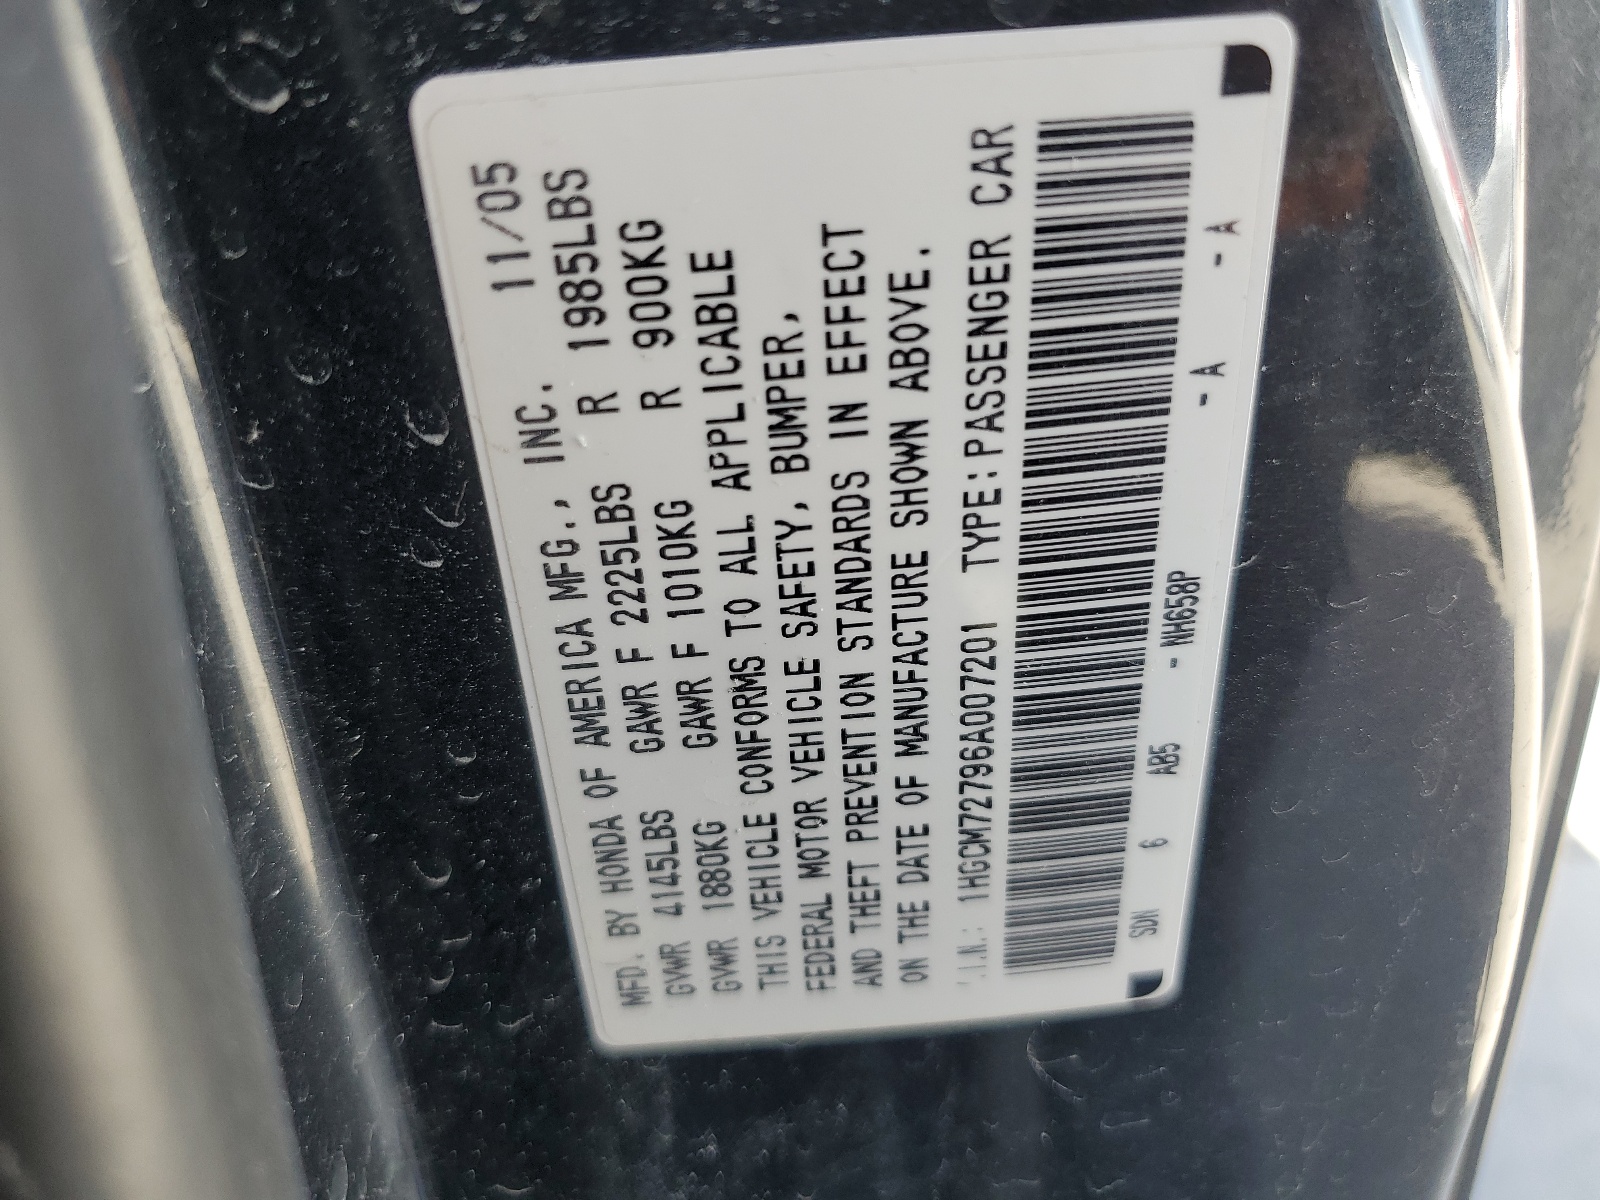 MFD. BY HONDA OF AMERICA MFG., INC. 11/05
GVWR 4145LBS GAWR F 2225LBS R 1985LBS
GVWR 1880KG GAWR F 1010KG R 900KG
THIS VEHICLE CONFORMS TO ALL APPLICABLE
FEDERAL MOTOR VEHICLE SAFETY, BUMPER,
AND THEFT PREVENTION STANDARDS IN EFFECT
ON THE DATE OF MANUFACTURE SHOWN ABOVE.
V.I.N.: 1HGCM72796A007201 TYPE:PASSENGER CAR
SDN 6 AB5 - NH658P - A - A